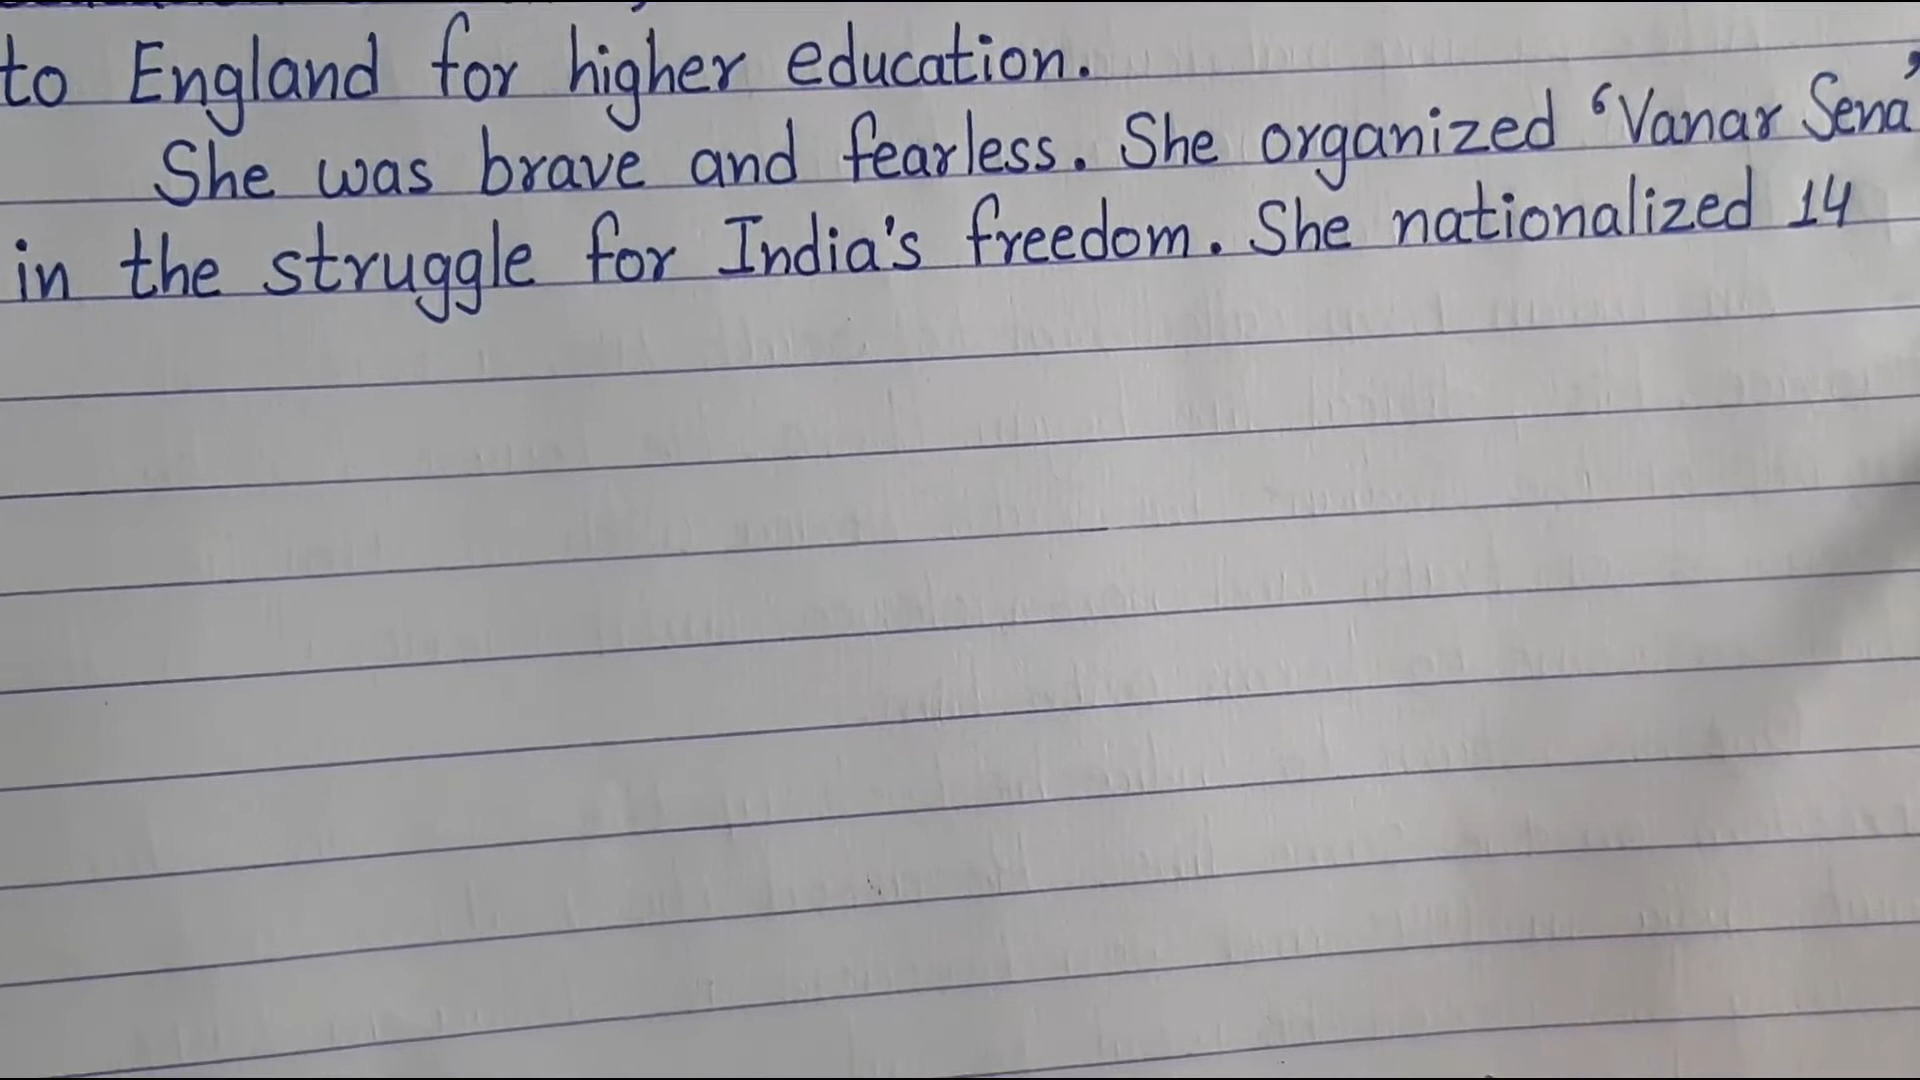 to England for higher education.
She was brave and fearless. She organized ‘Vanar Sena’
in the struggle for India's freedom. She nationalized 14